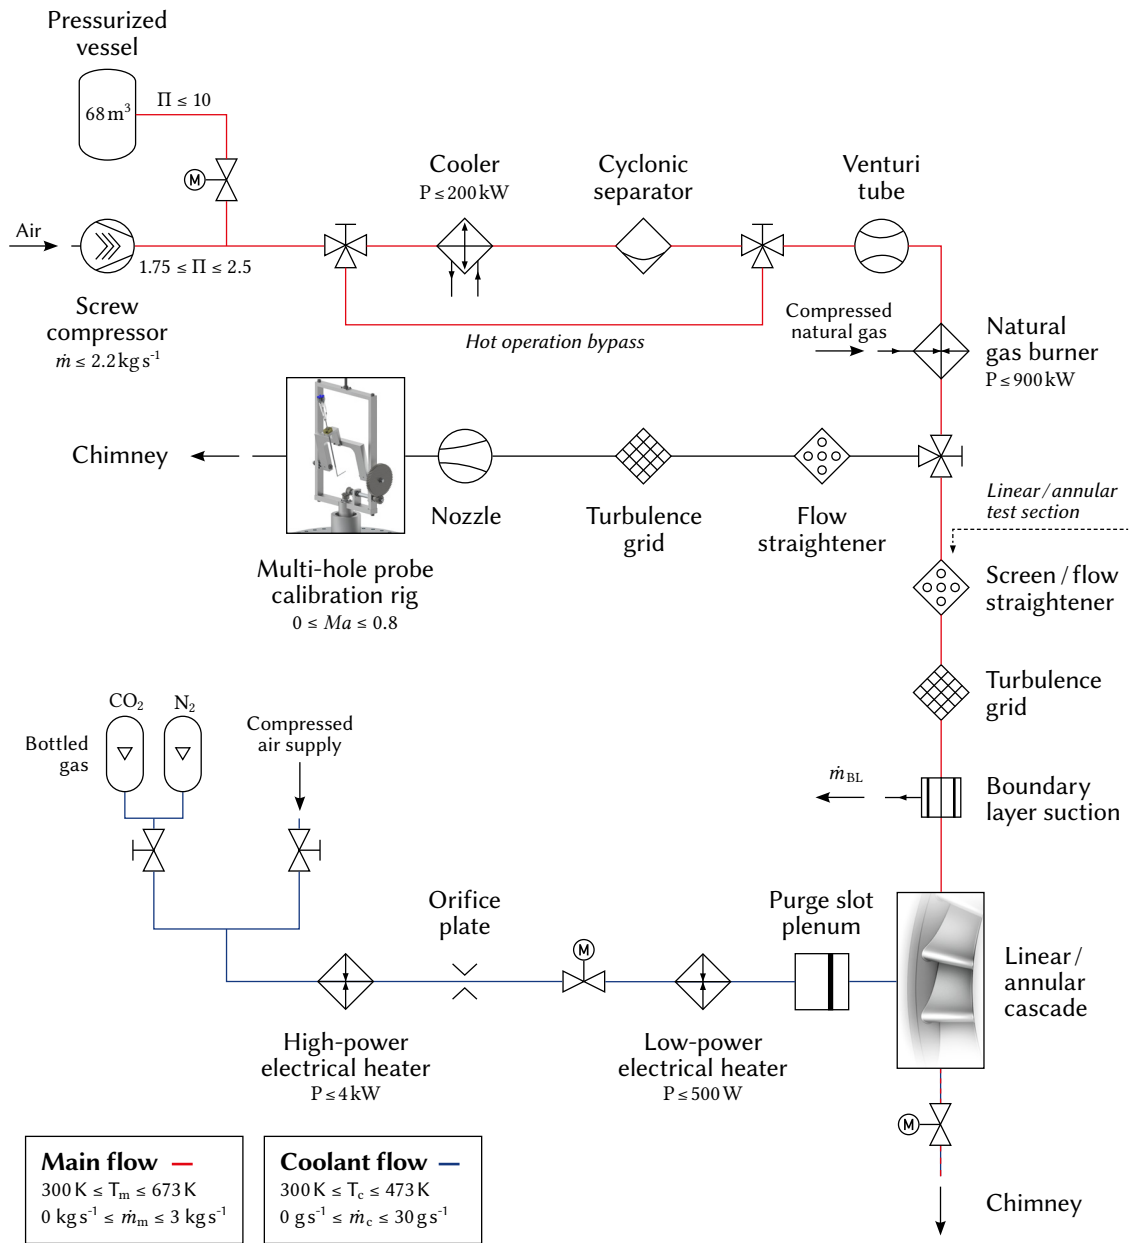 Pressurized
vessel
68 m³
Π ≤ 10
M
Air
1.75 ≤ Π ≤ 2.5
Screw
compressor
ṁ ≤ 2.2 kg s⁻¹
Cooler
P ≤ 200 kW
Cyclonic
separator
Venturi
tube
Hot operation bypass
Compressed
natural gas
Natural
gas burner
P ≤ 900 kW
Chimney
Multi-hole probe
calibration rig
0 ≤ Ma ≤ 0.8
Nozzle
Turbulence
grid
Flow
straightener
Linear / annular
test section
Screen / flow
straightener
Turbulence
grid
ṁ_BL
Boundary
layer suction
CO₂
N₂
Bottled
gas
Compressed
air supply
High-power
electrical heater
P ≤ 4 kW
Orifice
plate
M
Low-power
electrical heater
P ≤ 500 W
Purge slot
plenum
Linear /
annular
cascade
M
Chimney
Main flow
300 K ≤ T_m ≤ 673 K
0 kg s⁻¹ ≤ ṁ_m ≤ 3 kg s⁻¹
Coolant flow
300 K ≤ T_c ≤ 473 K
0 g s⁻¹ ≤ ṁ_c ≤ 30 g s⁻¹